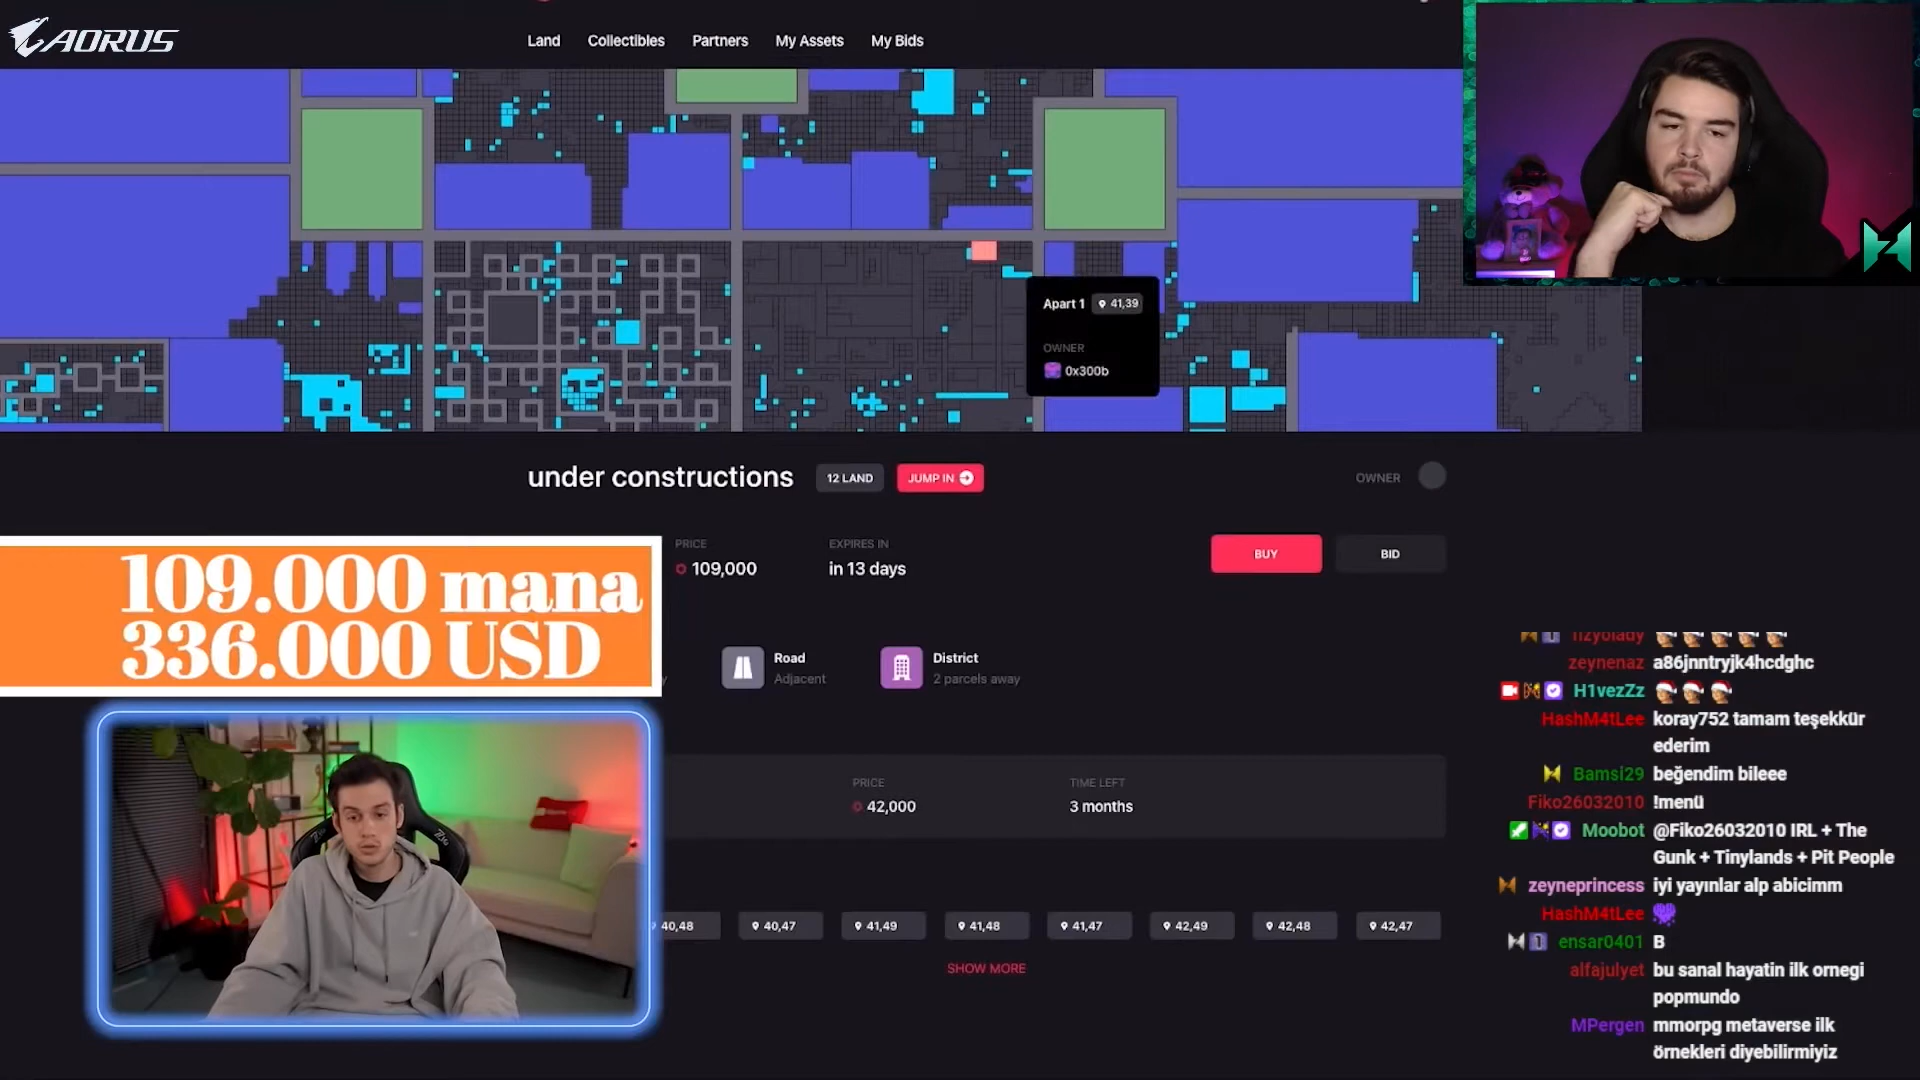 AORUS
Land Collectibles Partners My Assets My Bids
Apart 1 41,39
OWNER
0x300b
under constructions 12 LAND JUMP IN OWNER
109.000 mana
336.000 USD
PRICE EXPIRES IN
109,000 in 13 days
BUY BID
Road
Adjacent
District
2 parcels away
PRICE TIME LEFT
42,000 3 months
40,48 40,47 41,49 41,48 41,47 42,49 42,48 42,47
SHOW MORE
zeynenaz a86jnntryjk4hcdghc
H1vezZz
HashM4tLee koray752 tamam teşekkür
ederim
Bamsi29 beğendim bileee
Fiko26032010 !menü
Moobot @Fiko26032010 IRL + The
Gunk + Tinylands + Pit People
zeyneprincess iyi yayınlar alp abicimm
HashM4tLee
ensar0401 B
alfajulyet bu sanal hayatin ilk ornegi
popmundo
MPergen mmorpg metaverse ilk
örnekleri diyebilirmiyiz